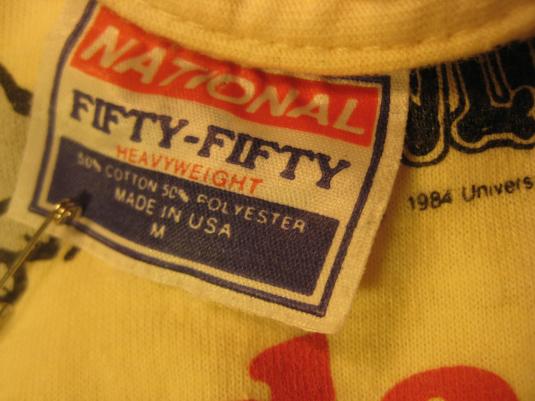 NATIONAL
FIFTY-FIFTY
HEAVYWEIGHT
50% COTTON 50% POLYESTER
MADE IN USA
M
1984 Univers